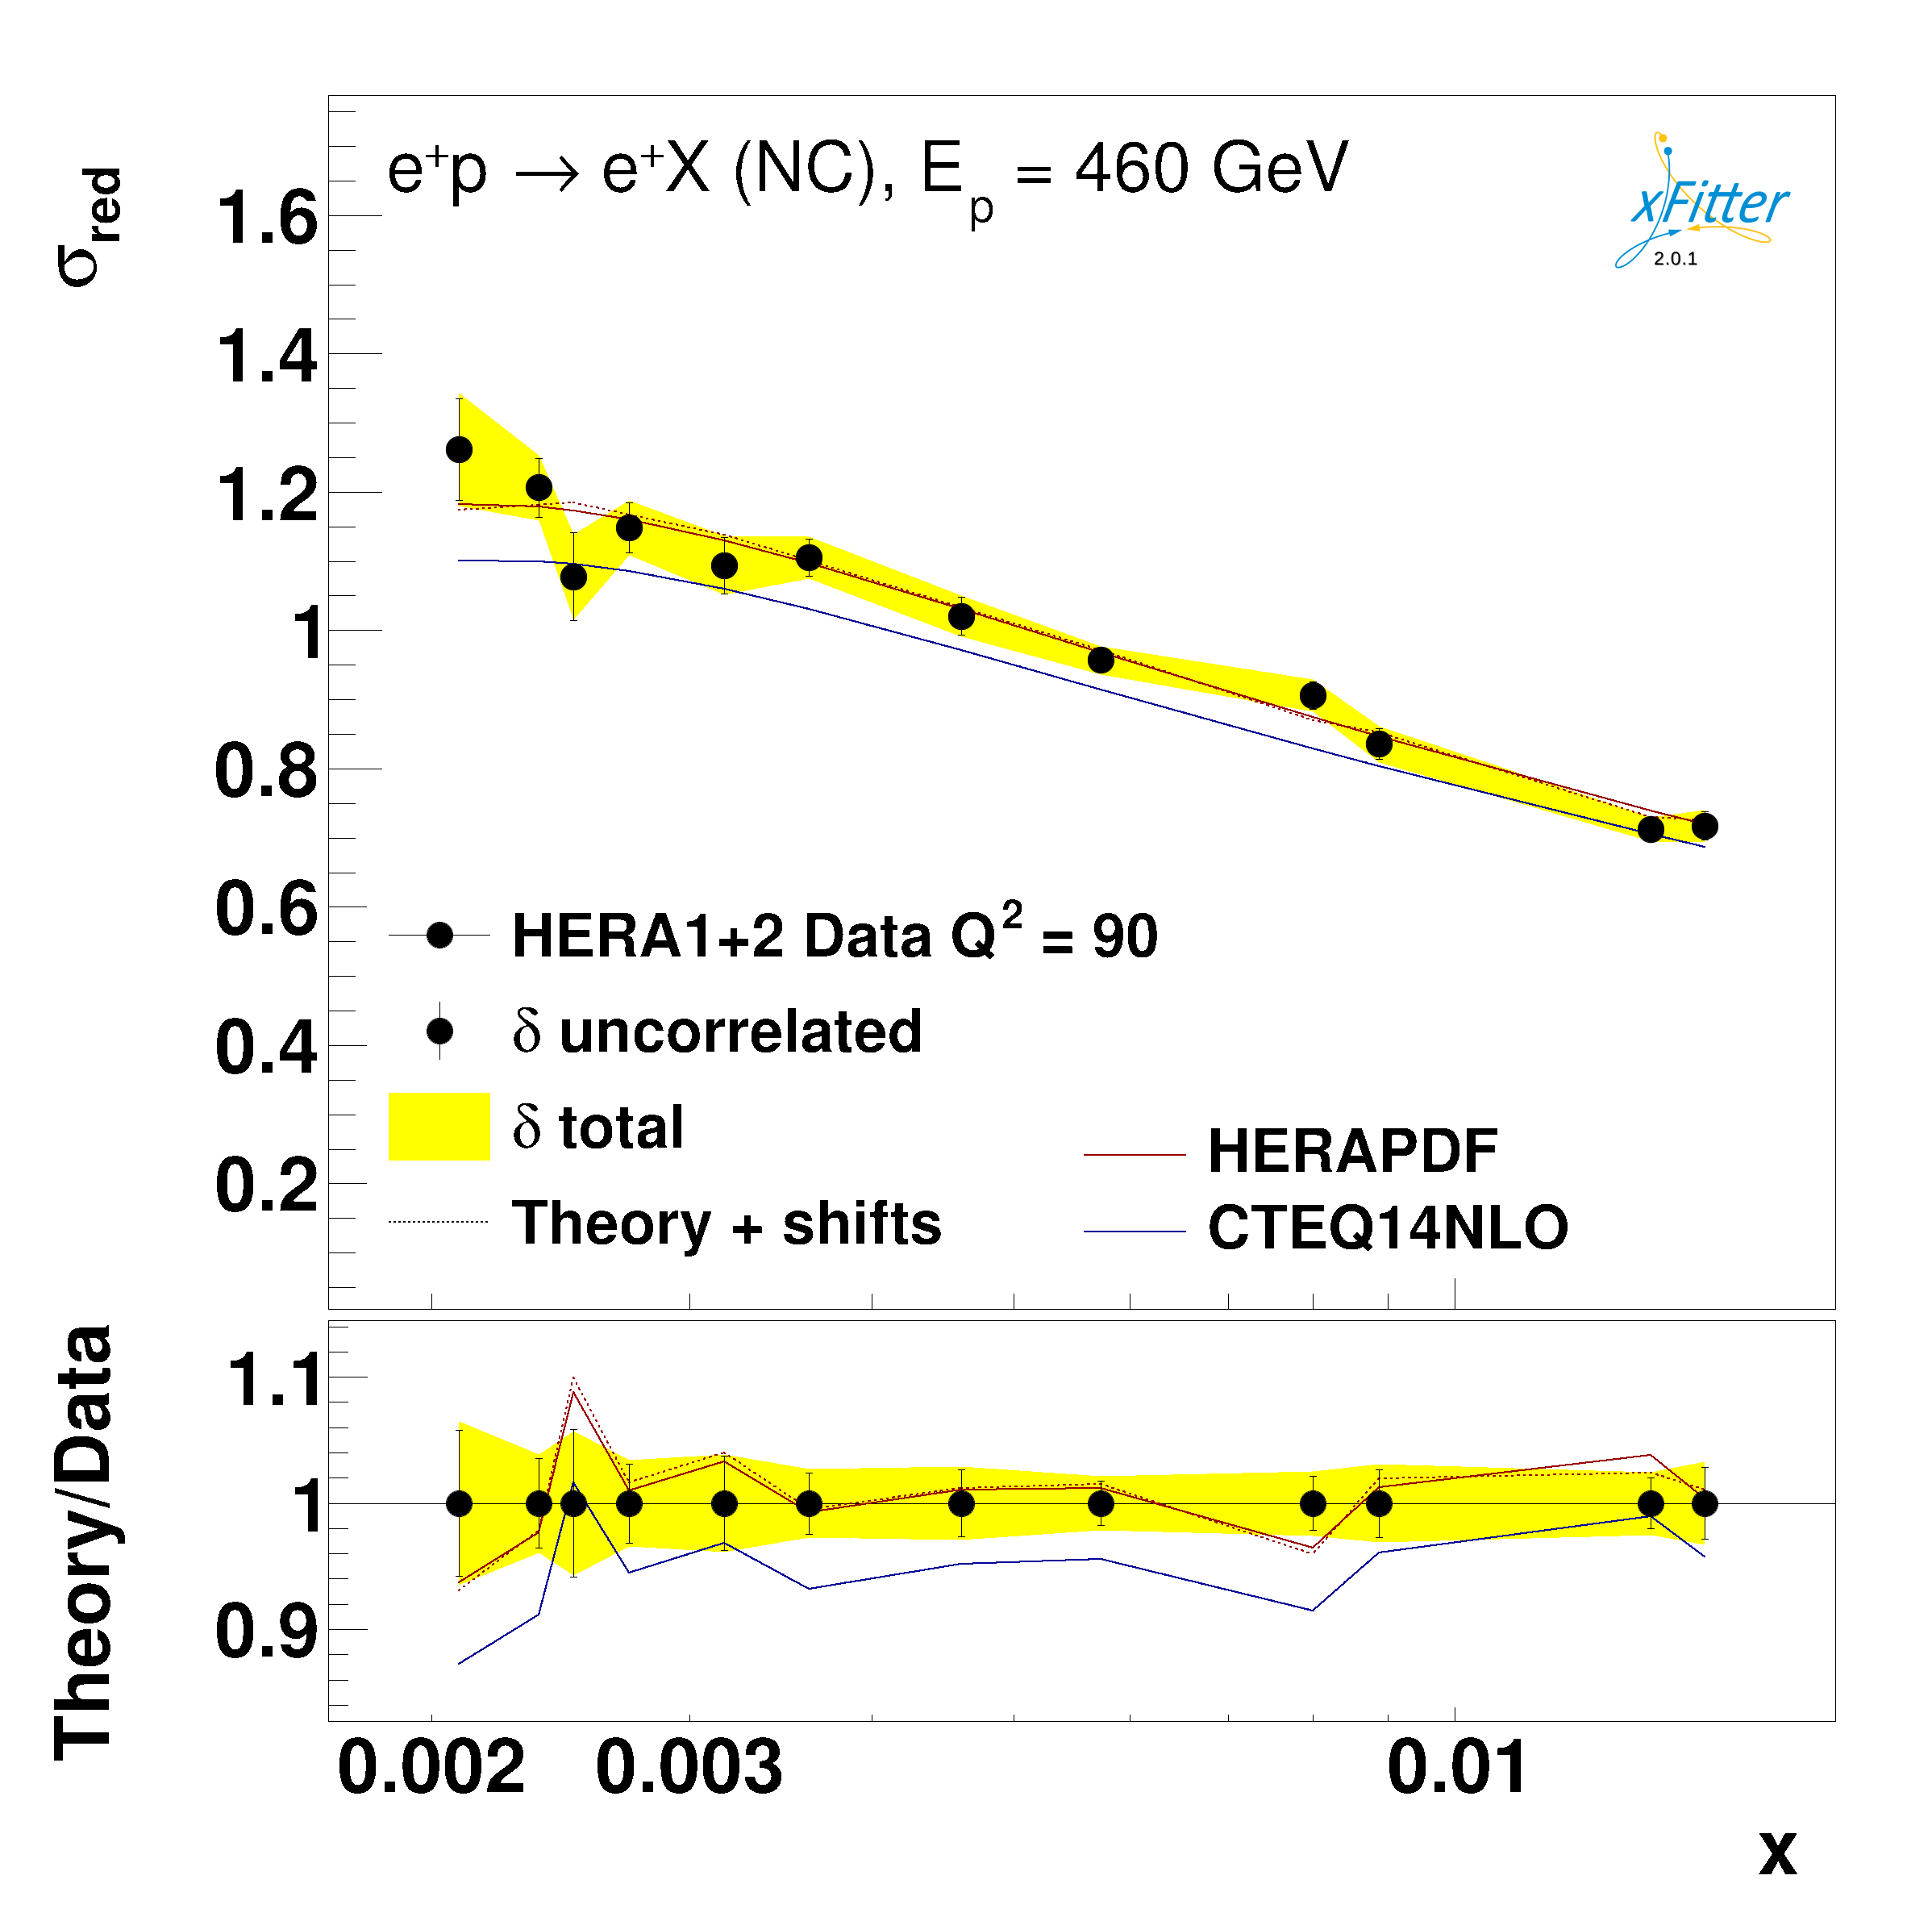 e⁺p → e⁺X (NC), Eₚ = 460 GeV
xFitter
2.0.1
σred
1.6
1.4
1.2
1
0.8
0.6
0.4
0.2
HERA1+2 Data Q² = 90
δ uncorrelated
δ total
Theory + shifts
HERAPDF
CTEQ14NLO
Theory/Data
1.1
1
0.9
0.002 0.003 0.01
x